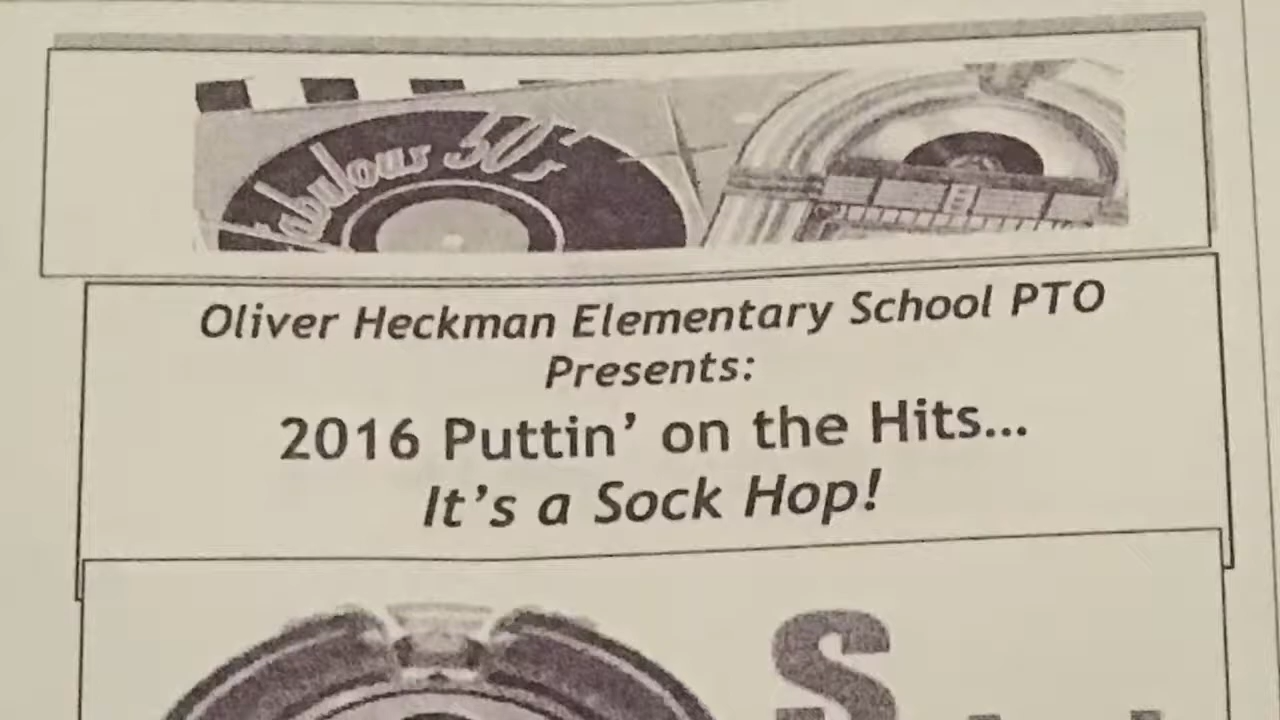 Fabulous 50's
Oliver Heckman Elementary School PTO
Presents:
2016 Puttin' on the Hits...
It's a Sock Hop!
S